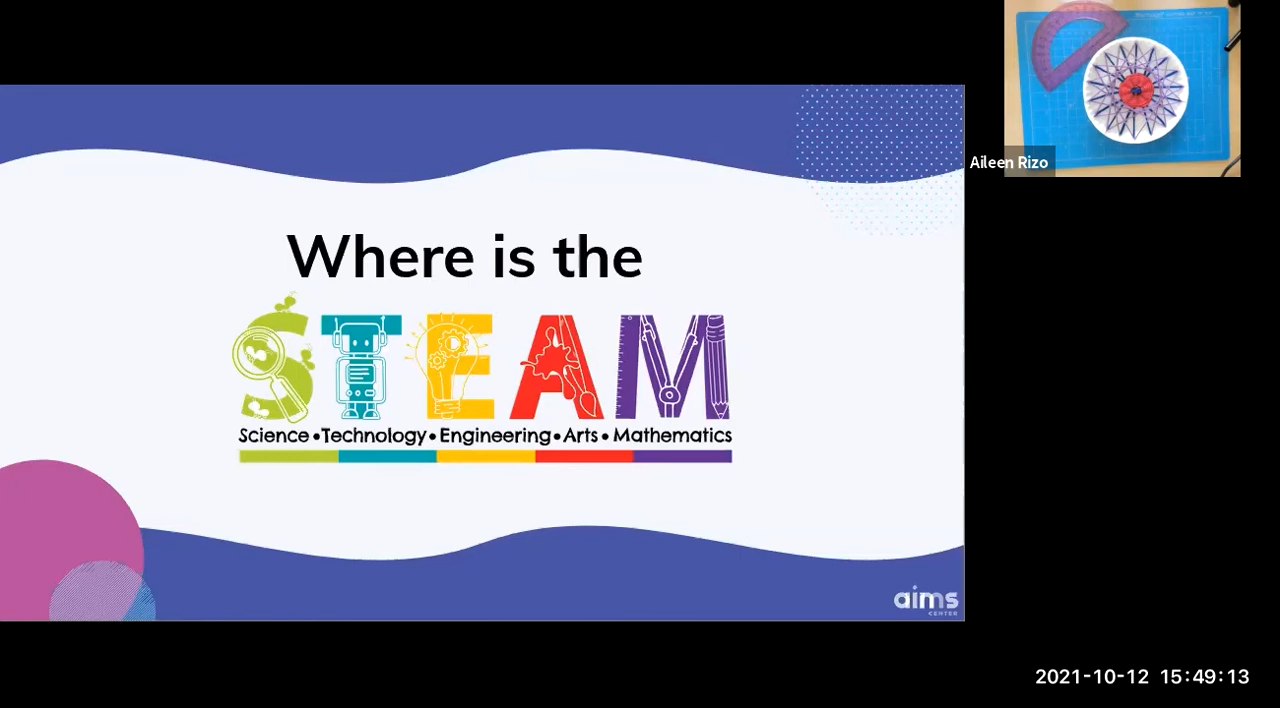 Where is the
STEAM
Science • Technology • Engineering • Arts • Mathematics
aims
CENTER
Aileen Rizo
2021-10-12 15:49:13